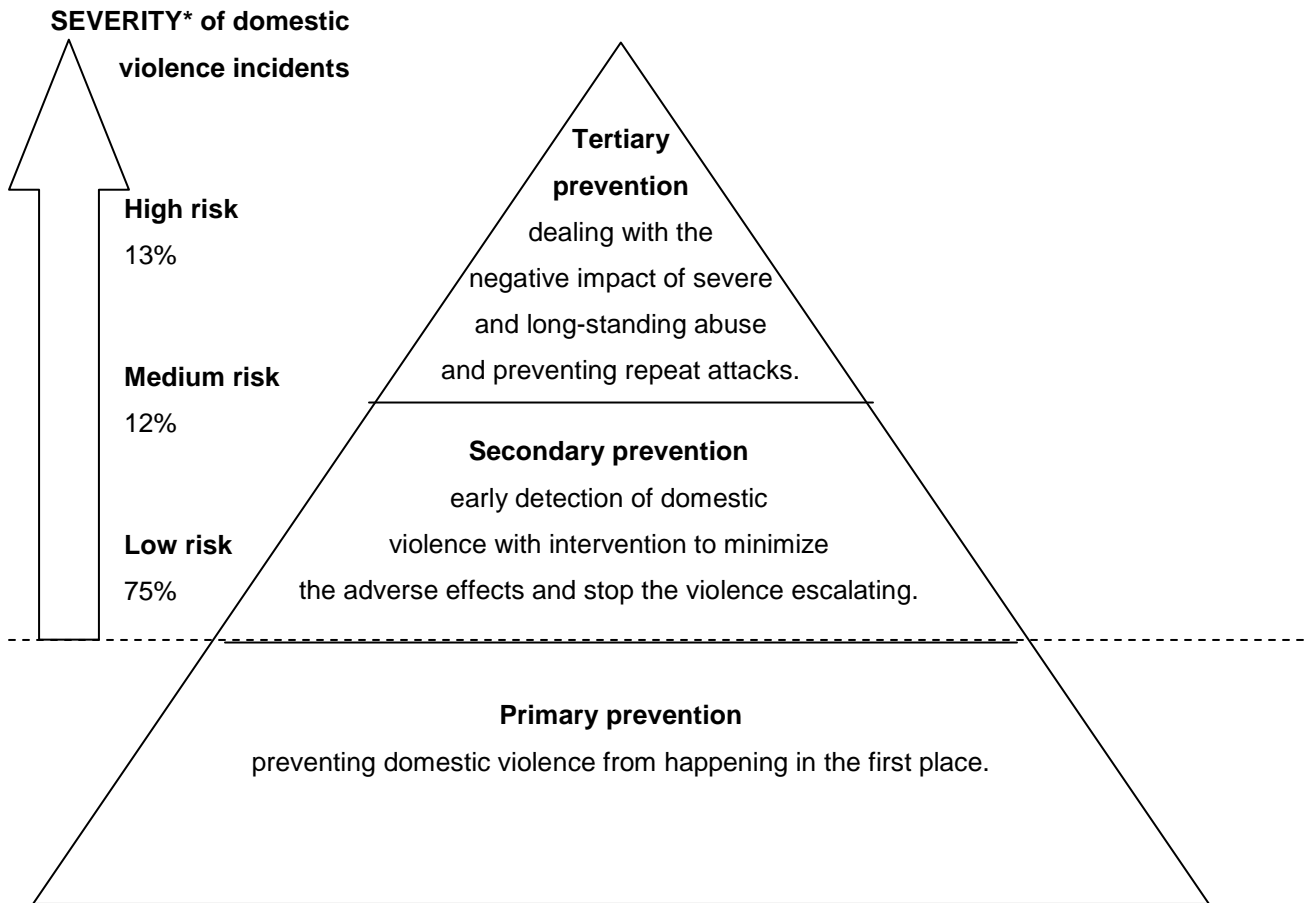 SEVERITY* of domestic
violence incidents
Tertiary
prevention
dealing with the
negative impact of severe
and long-standing abuse
and preventing repeat attacks.
High risk
13%
Medium risk
12%
Secondary prevention
early detection of domestic
violence with intervention to minimize
the adverse effects and stop the violence escalating.
Low risk
75%
Primary prevention
preventing domestic violence from happening in the first place.